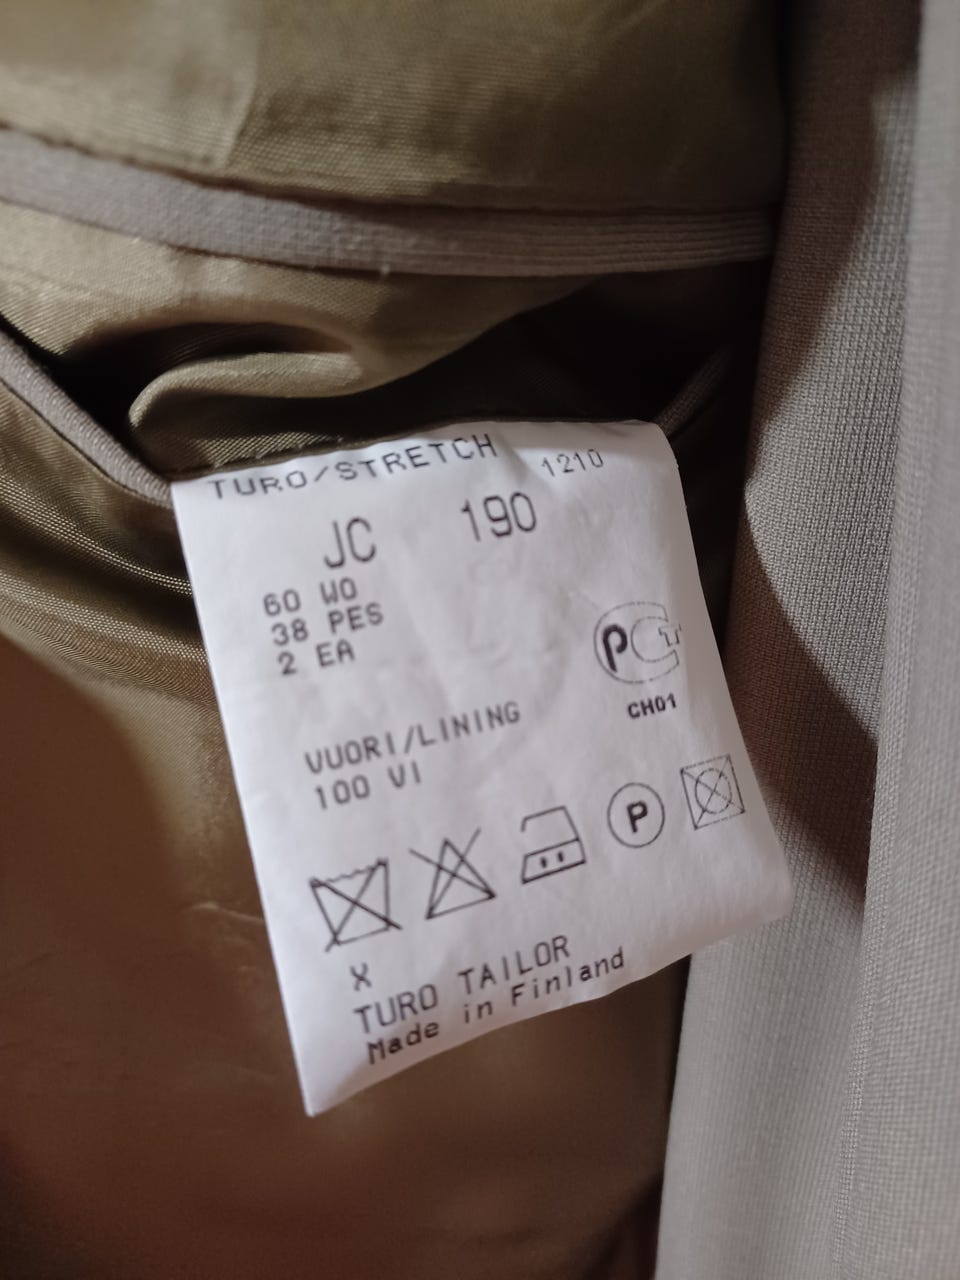 TURO/STRETCH 1210
JC 190
60 WO
38 PES
2 EA
PCT
CH01
VUORI/LINING
100 VI
P
X
TURO TAILOR
Made in Finland